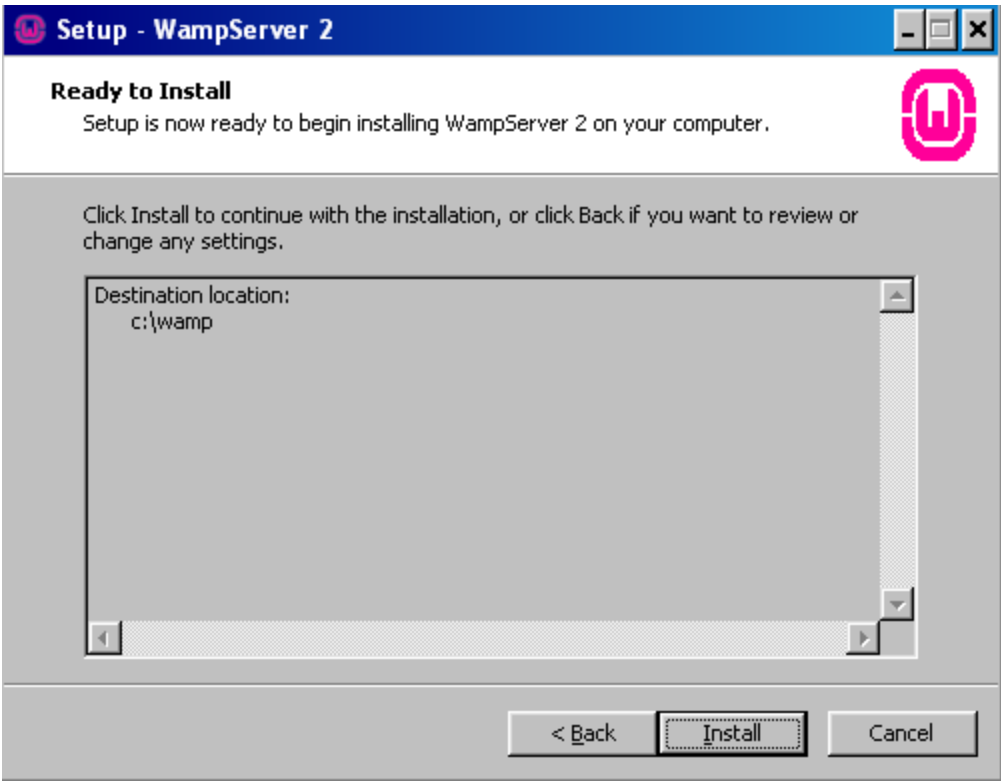 Setup - WampServer 2
Ready to Install
Setup is now ready to begin installing WampServer 2 on your computer.
Click Install to continue with the installation, or click Back if you want to review or
change any settings.
Destination location:
c:\wamp
< Back
Install
Cancel